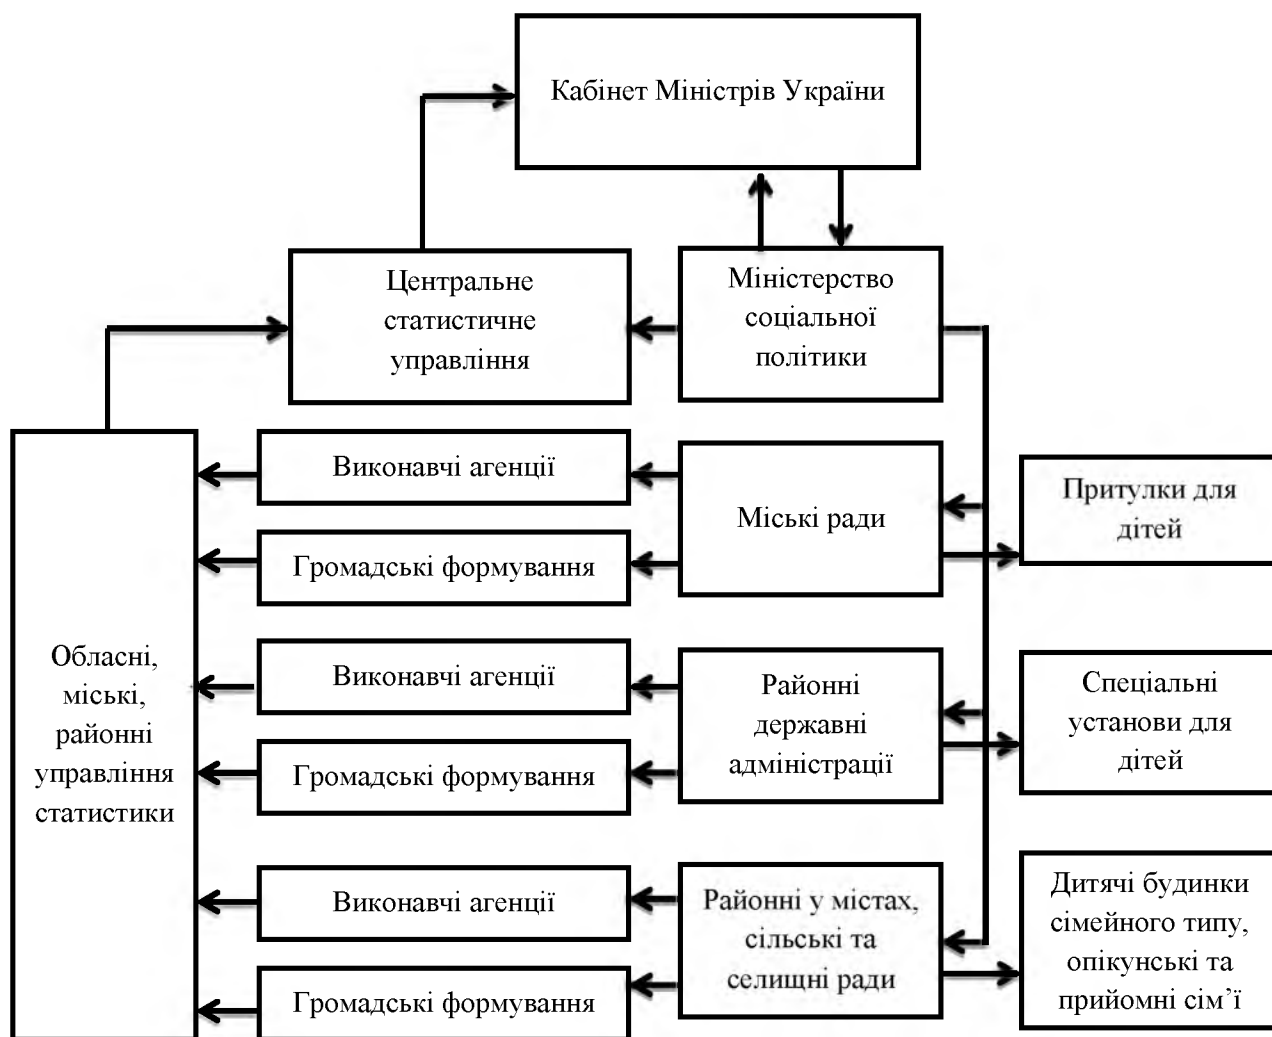 Кабінет Міністрів України
Центральне
статистичне
управління
Міністерство
соціальної
політики
Виконавчі агенції
Громадські формування
Міські ради
Притулки для
дітей
Обласні,
міські,
районні
управління
статистики
Виконавчі агенції
Громадські формування
Районні
державні
адміністрації
Спеціальні
установи для
дітей
Виконавчі агенції
Громадські формування
Районні у містах,
сільські та
селищні ради
Дитячі будинки
сімейного типу,
опікунські та
прийомні сім’ї